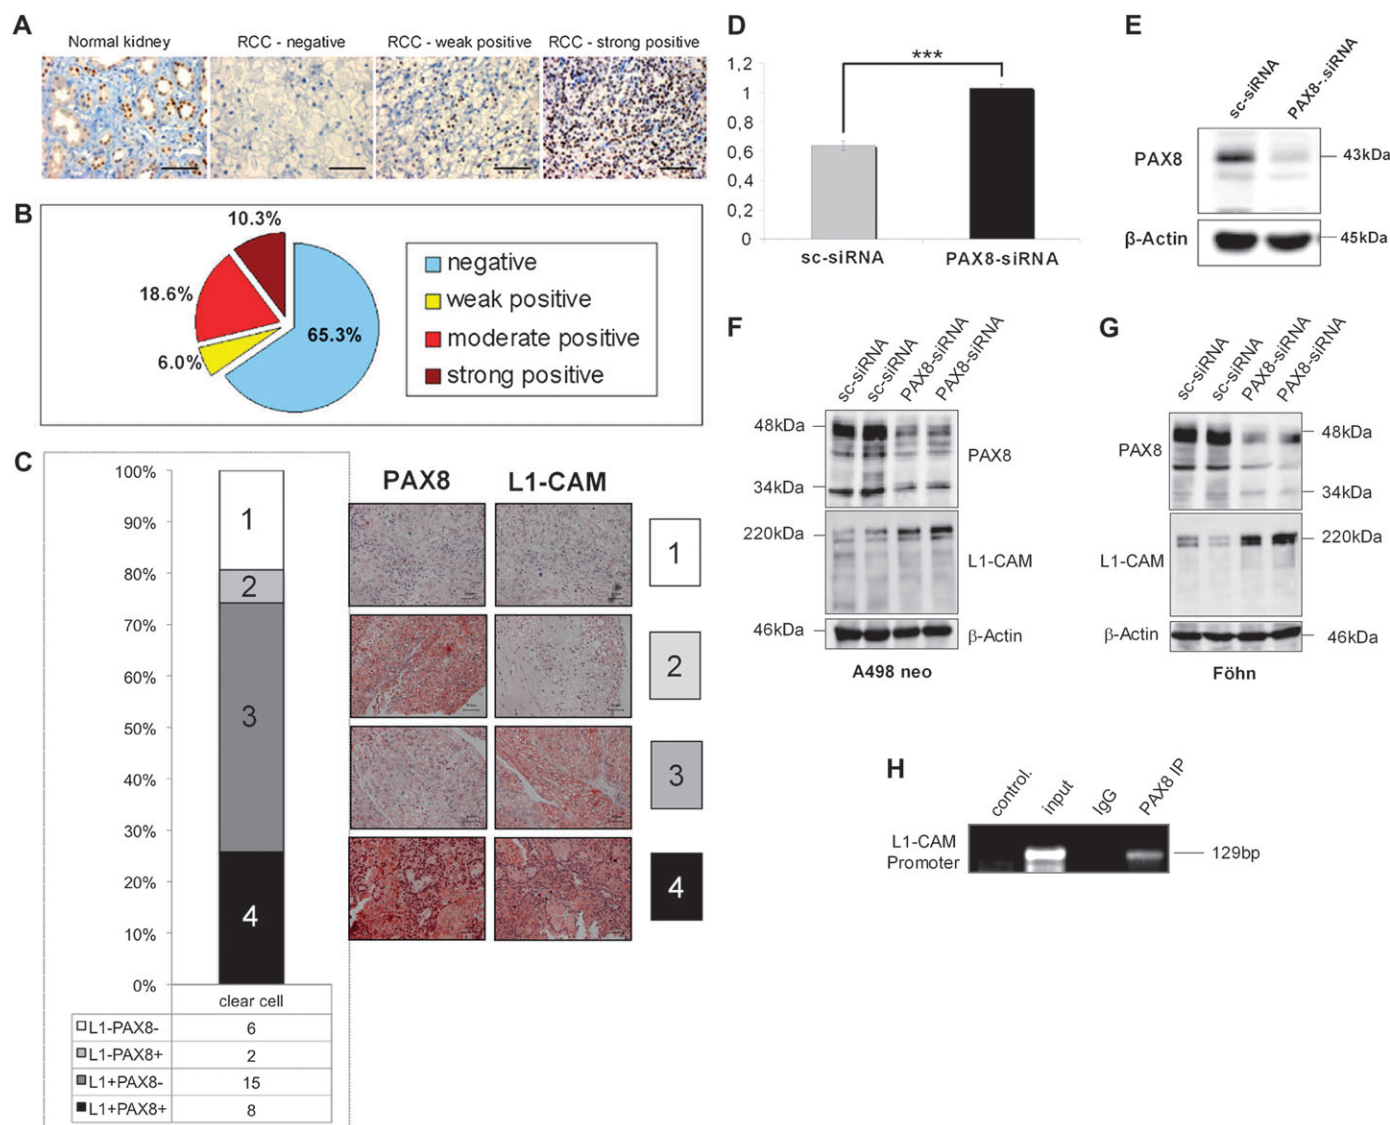 A
Normal kidney
RCC - negative
RCC - weak positive
RCC - strong positive
B
10.3%
18.6%
6.0%
65.3%
negative
weak positive
moderate positive
strong positive
C
100%
90%
80%
70%
60%
50%
40%
30%
20%
10%
0%
1
2
3
4
clear cell
L1-PAX8- 6
L1-PAX8+ 2
L1+PAX8- 15
L1+PAX8+ 8
PAX8 L1-CAM
1
2
3
4
D
***
1,2
1
0,8
0,6
0,4
0,2
0
sc-siRNA PAX8-siRNA
E
sc-siRNA PAX8-.siRNA
PAX8 43kDa
β-Actin 45kDa
F
sc-siRNA sc-siRNA PAX8-siRNA PAX8-siRNA
48kDa
PAX8
34kDa
220kDa
L1-CAM
46kDa β-Actin
A498 neo
G
sc-siRNA sc-siRNA PAX8-siRNA PAX8-siRNA
48kDa
PAX8
34kDa
220kDa
L1-CAM
β-Actin 46kDa
Föhn
H
control. input IgG PAX8 IP
L1-CAM
Promoter
129bp